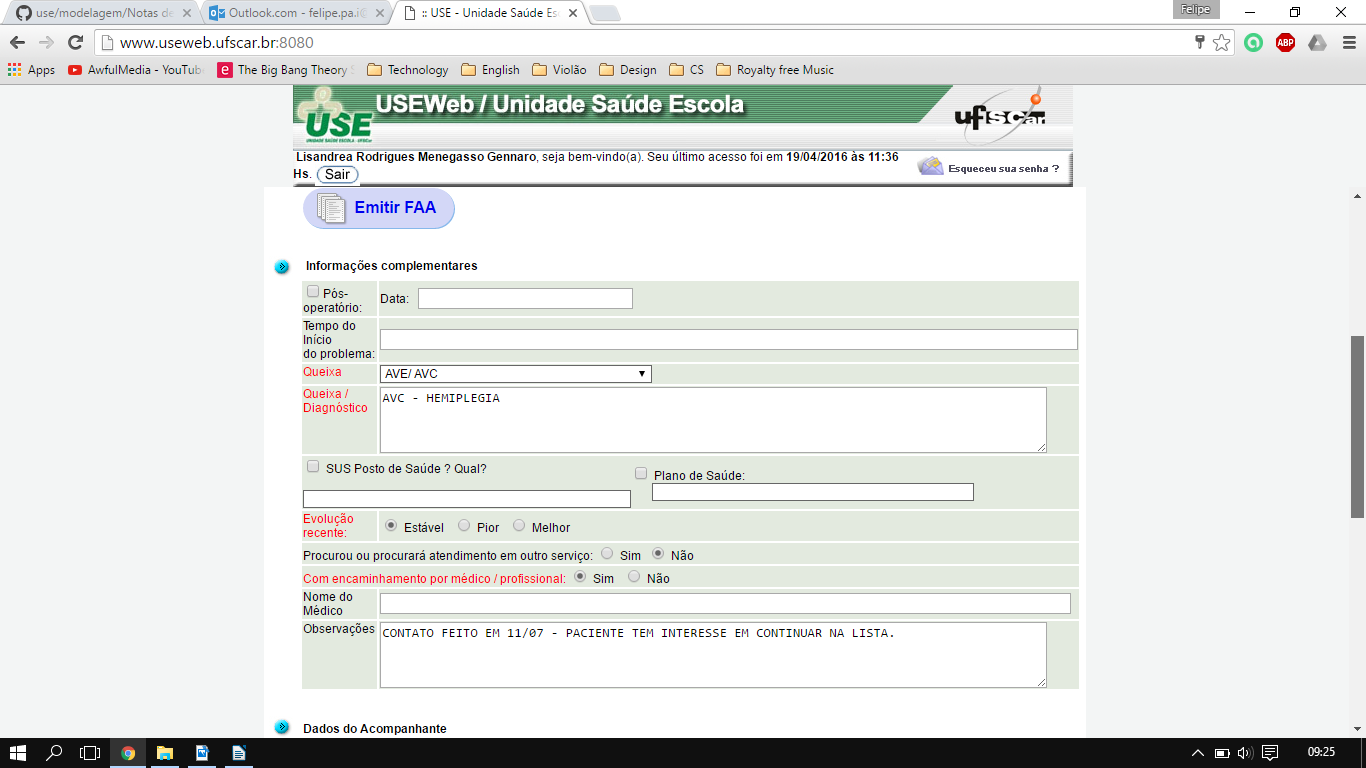 use/modelagem/Notas de
Outlook.com - felipe.pa.i@
:: USE - Unidade Saúde Es
Felipe
www.useweb.ufscar.br:8080
ABP
Apps
AwfulMedia - YouTub
The Big Bang Theory S
Technology
English
Violão
Design
CS
Royalty free Music
USE
UNIDADE SAÚDE ESCOLA - UFSCar
USEWeb / Unidade Saúde Escola
ufscar
Lisandrea Rodrigues Menegasso Gennaro, seja bem-vindo(a). Seu último acesso foi em 19/04/2016 às 11:36
Hs. Sair
Esqueceu sua senha ?
Emitir FAA
Informações complementares
Pós-
operatório:
Data:
Tempo do
Início
do problema:
Queixa
AVE/ AVC
Queixa /
Diagnóstico
AVC - HEMIPLEGIA
SUS Posto de Saúde ? Qual?
Plano de Saúde:
Evolução
recente:
Estável Pior Melhor
Procurou ou procurará atendimento em outro serviço: Sim Não
Com encaminhamento por médico / profissional: Sim Não
Nome do
Médico
Observações
CONTATO FEITO EM 11/07 - PACIENTE TEM INTERESSE EM CONTINUAR NA LISTA.
Dados do Acompanhante
09:25